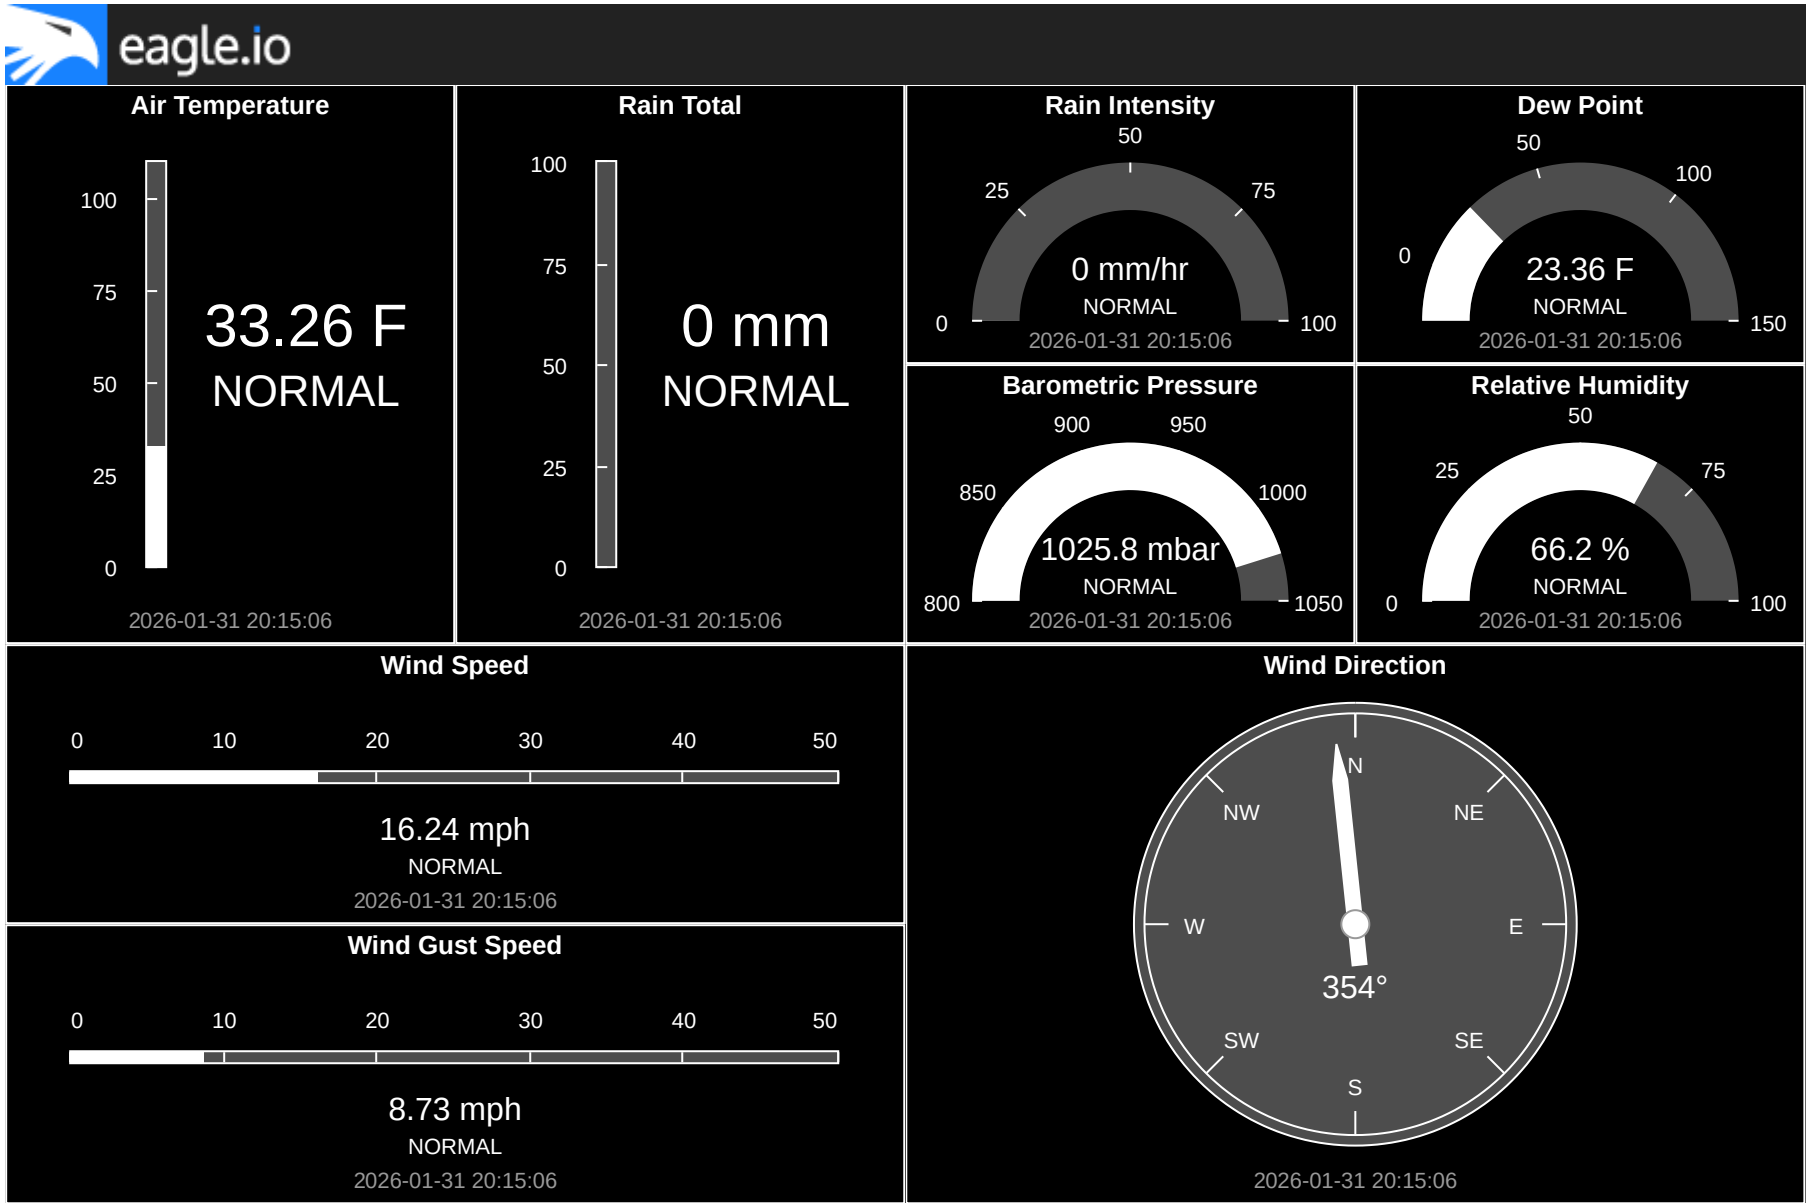 eagle.io
Air Temperature
100
75
50
25
0
33.26 F
NORMAL
2026-01-31 20:15:06
Rain Total
100
75
50
25
0
0 mm
NORMAL
2026-01-31 20:15:06
Rain Intensity
0
25
50
75
100
0 mm/hr
NORMAL
2026-01-31 20:15:06
Dew Point
0
50
100
150
23.36 F
NORMAL
2026-01-31 20:15:06
Barometric Pressure
800
850
900
950
1000
1050
1025.8 mbar
NORMAL
2026-01-31 20:15:06
Relative Humidity
0
25
50
75
100
66.2 %
NORMAL
2026-01-31 20:15:06
Wind Speed
0 10 20 30 40 50
16.24 mph
NORMAL
2026-01-31 20:15:06
Wind Gust Speed
0 10 20 30 40 50
8.73 mph
NORMAL
2026-01-31 20:15:06
Wind Direction
N
NW NE
W E
354°
SW SE
S
2026-01-31 20:15:06